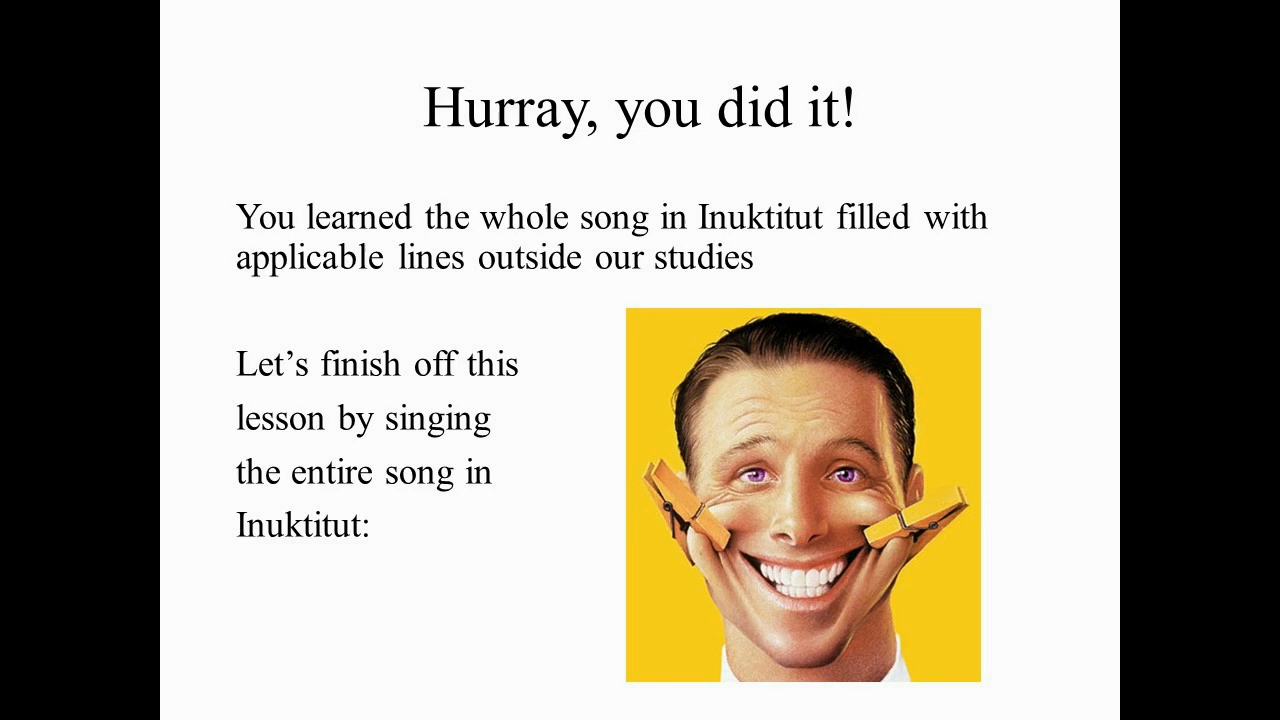 Hurray, you did it!
You learned the whole song in Inuktitut filled with
applicable lines outside our studies
Let’s finish off this
lesson by singing
the entire song in
Inuktitut: